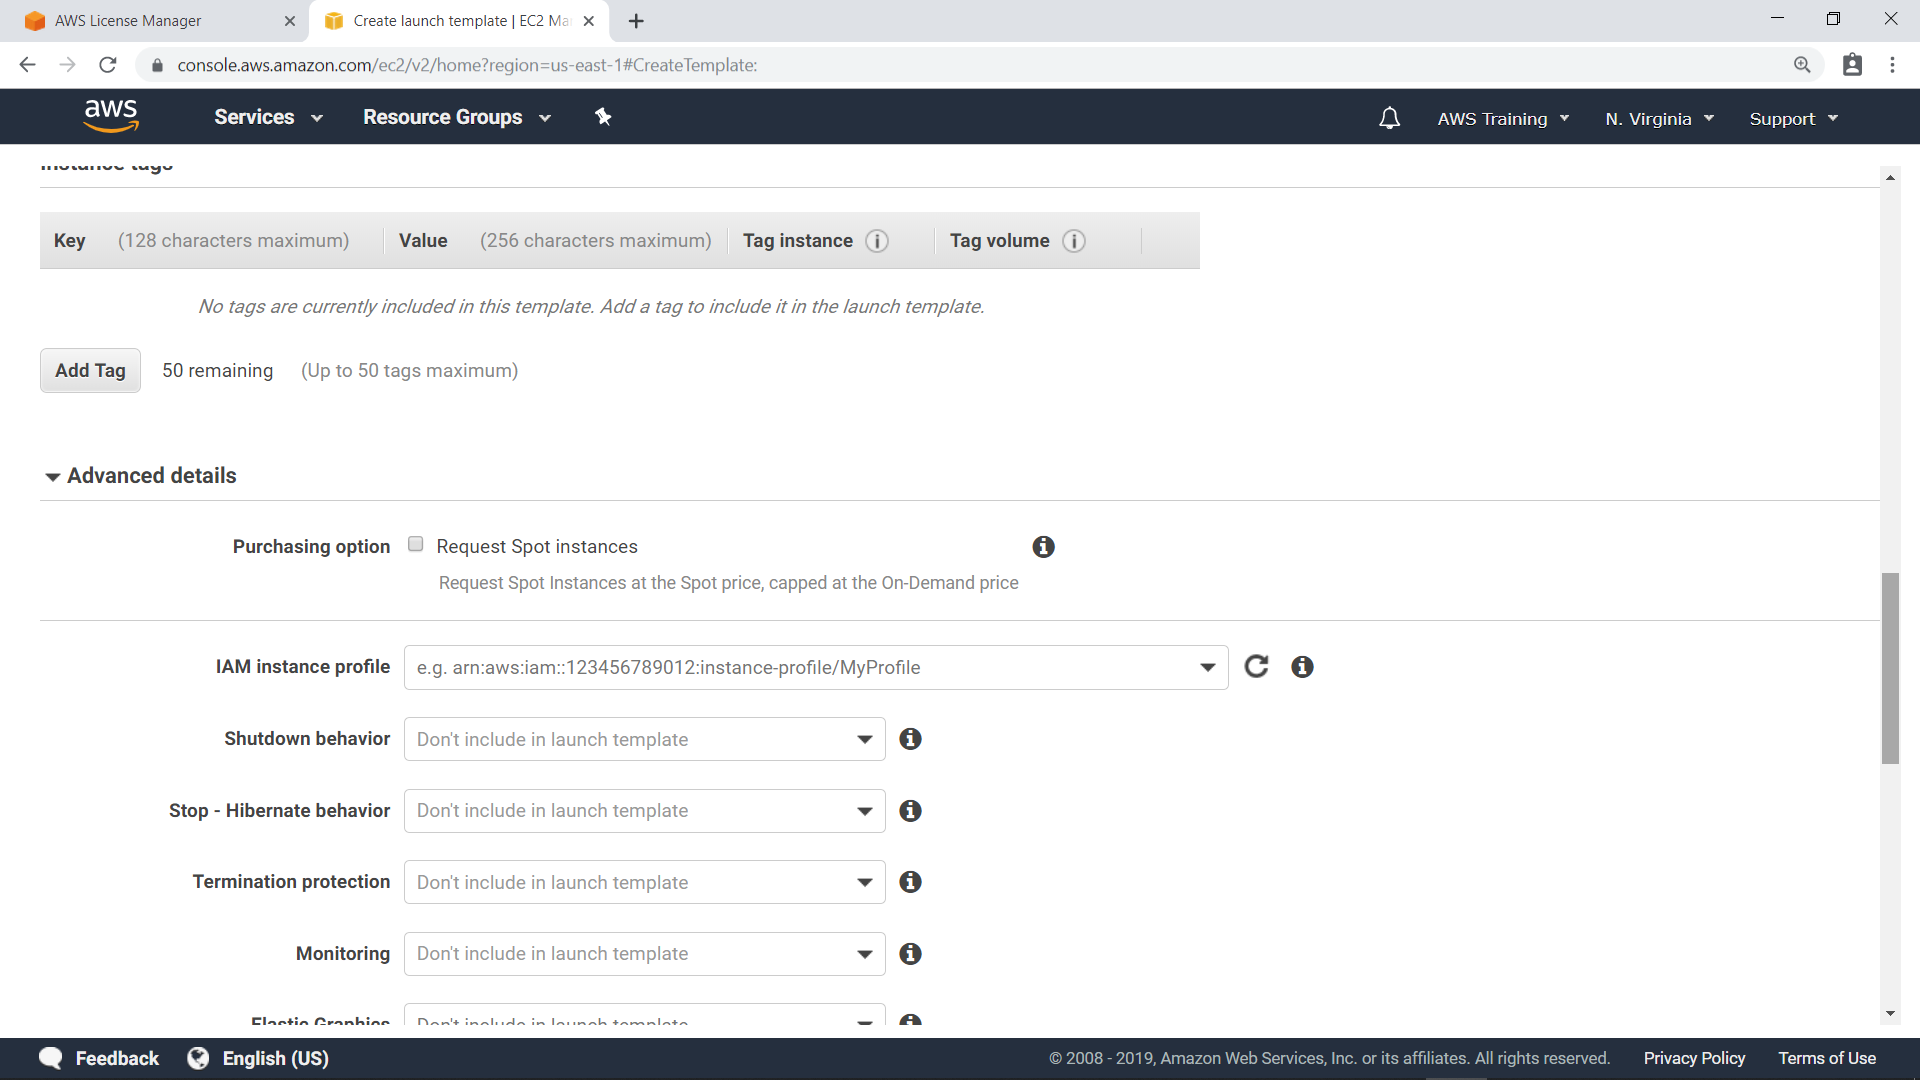 AWS License Manager
Create launch template | EC2 Ma
console.aws.amazon.com/ec2/v2/home?region=us-east-1#CreateTemplate:
aws Services Resource Groups AWS Training N. Virginia Support
Instance tags
Key (128 characters maximum) Value (256 characters maximum) Tag instance Tag volume
No tags are currently included in this template. Add a tag to include it in the launch template.
Add Tag 50 remaining (Up to 50 tags maximum)
Advanced details
Purchasing option Request Spot instances
Request Spot Instances at the Spot price, capped at the On-Demand price
IAM instance profile e.g. arn:aws:iam::123456789012:instance-profile/MyProfile
Shutdown behavior Don't include in launch template
Stop - Hibernate behavior Don't include in launch template
Termination protection Don't include in launch template
Monitoring Don't include in launch template
Elastic Graphics Don't include in launch template
Feedback English (US) © 2008 - 2019, Amazon Web Services, Inc. or its affiliates. All rights reserved. Privacy Policy Terms of Use